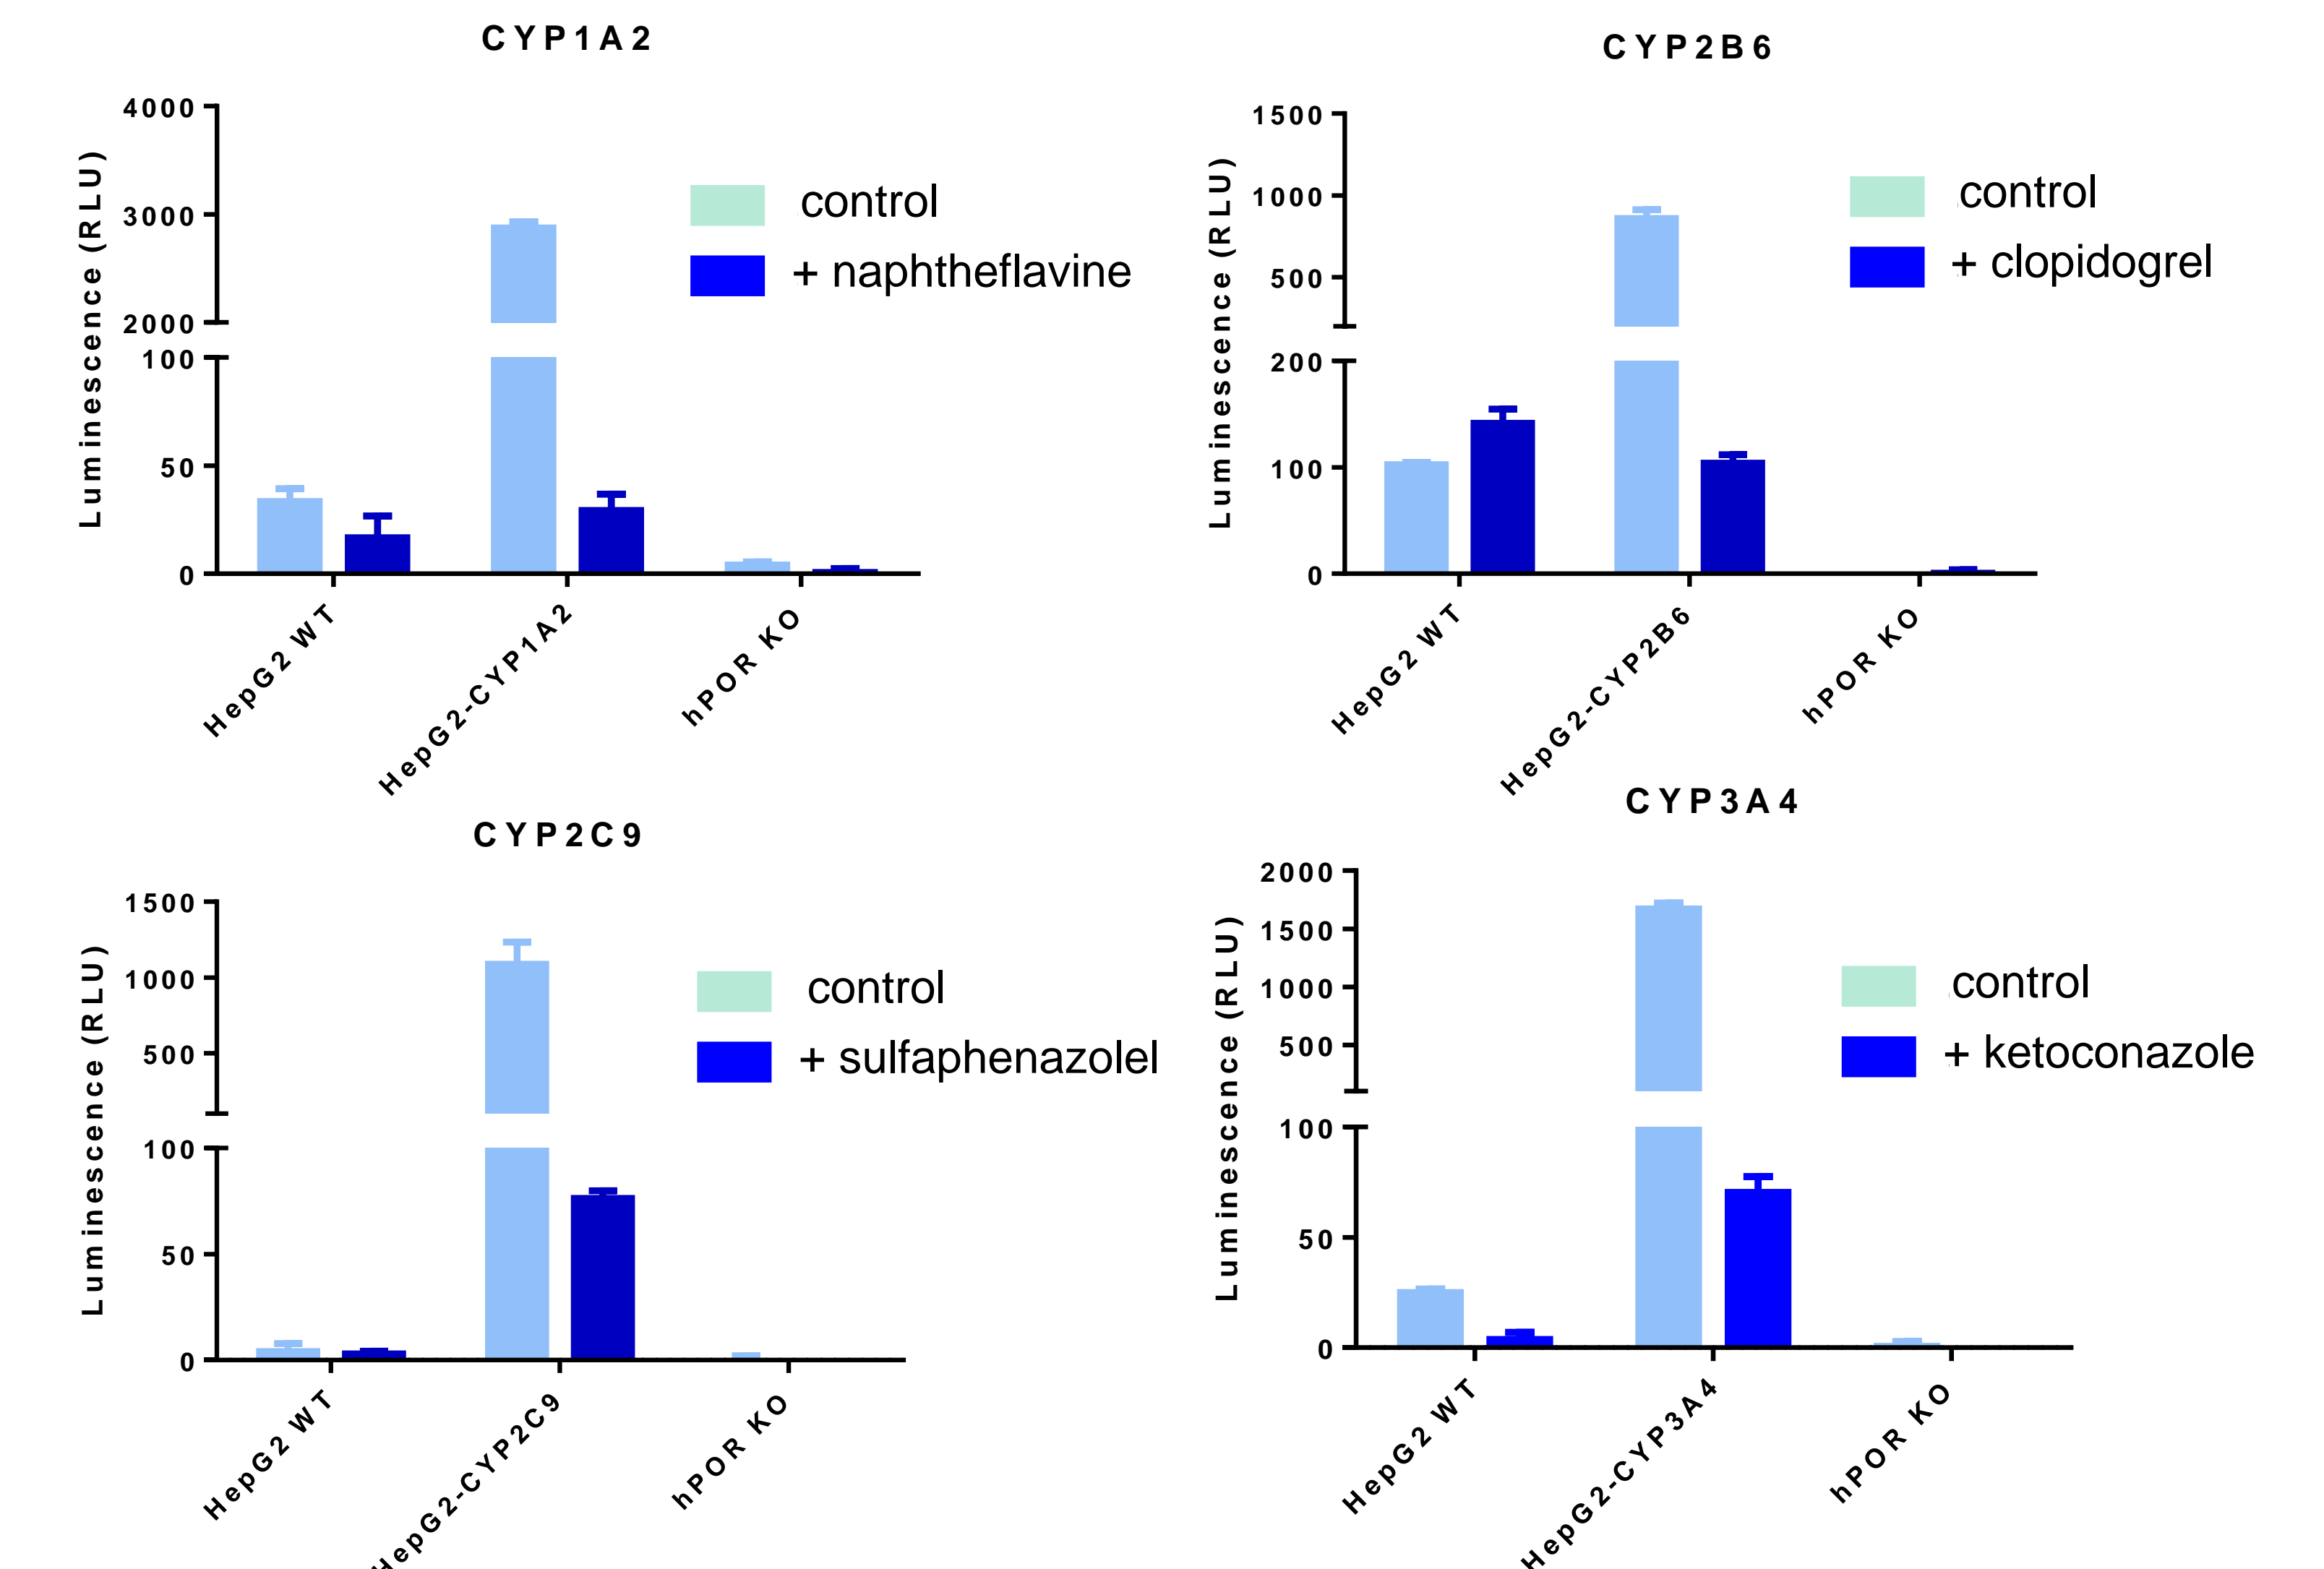 CYP1A2
4000
3000
2000
100
50
0
Luminescence (RLU)
control
+ naphtheflavine
HepG2 WT
HepG2-CYP1A2
hPOR KO
CYP2B6
1500
1000
500
200
100
0
Luminescence (RLU)
control
+ clopidogrel
HepG2 WT
HepG2-CYP2B6
hPOR KO
CYP2C9
1500
1000
500
100
50
0
Luminescence (RLU)
control
+ sulfaphenazolel
HepG2 WT
HepG2-CYP2C9
hPOR KO
CYP3A4
2000
1500
1000
500
100
50
0
Luminescence (RLU)
control
+ ketoconazole
HepG2 WT
HepG2-CYP3A4
hPOR KO